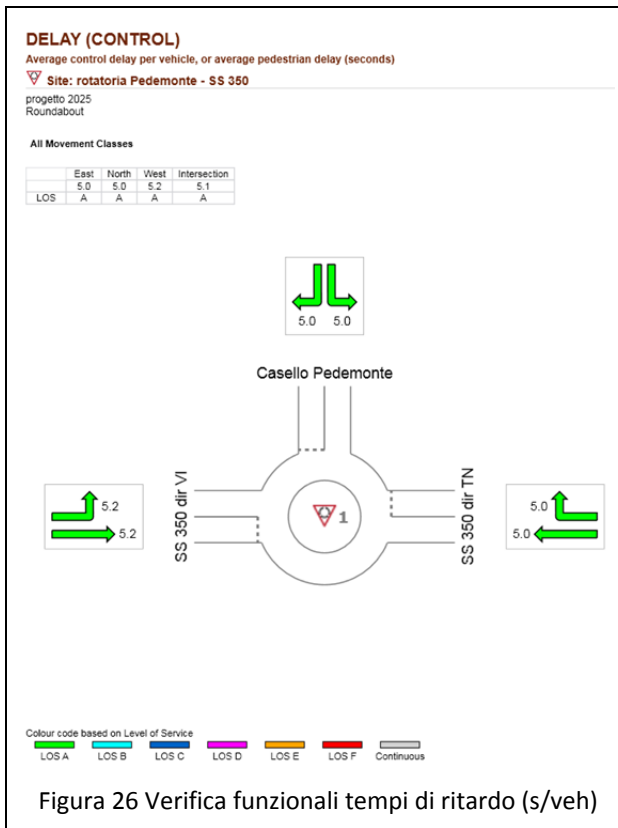 DELAY (CONTROL)
Average control delay per vehicle, or average pedestrian delay (seconds)
Site: rotatoria Pedemonte - SS 350
progetto 2025
Roundabout
All Movement Classes
East North West Intersection
5.0 5.0 5.2 5.1
LOS A A A A
5.0 5.0
Casello Pedemonte
SS 350 dir VI
SS 350 dir TN
5.2
5.2
1
5.0
5.0
Colour code based on Level of Service
LOS A LOS B LOS C LOS D LOS E LOS F Continuous
Figura 26 Verifica funzionali tempi di ritardo (s/veh)